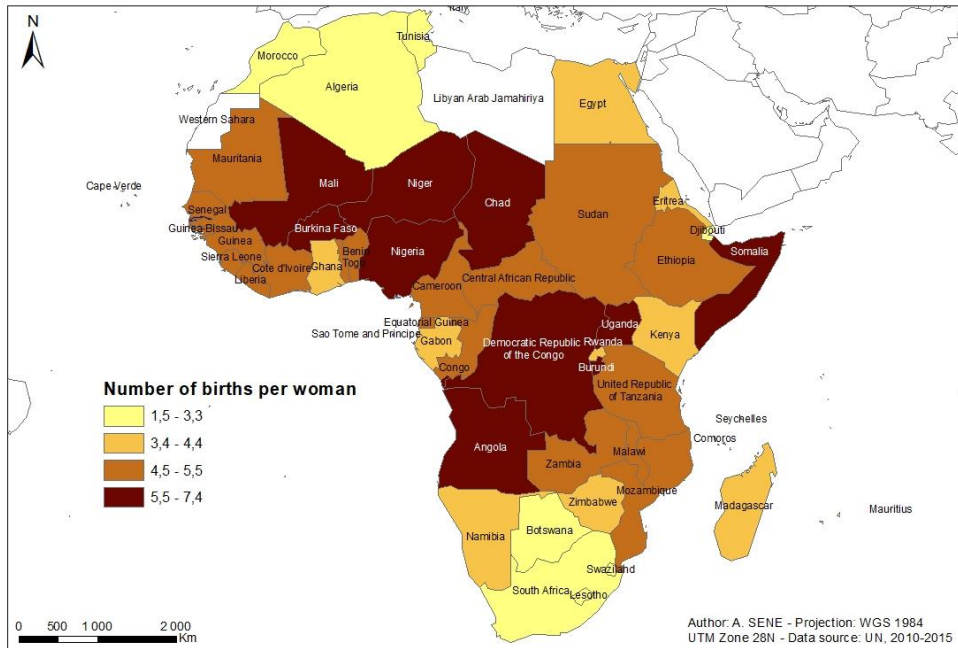 Italy
N
Tunisia
Morocco
Algeria
Libyan Arab Jamahiriya
Egypt
Western Sahara
Mauritania
Cape-Verde
Mali
Niger
Chad
Sudan
Eritrea
Senegal
Djibouti
Guinea-Bissau
Burkina Faso
Guinea
Nigeria
Somalia
Sierra Leone
Cote d'Ivoire
Ghana
Benin
Togo
Liberia
Ethiopia
Central African Republic
Cameroon
Equatorial Guinea
Sao Tome and Principe
Uganda
Kenya
Gabon
Democratic Republic
of the Congo
Rwanda
Congo
Burundi
United Republic of
Tanzania
Number of births per woman
1,5 - 3,3
3,4 - 4,4
4,5 - 5,5
5,5 - 7,4
Seychelles
Comoros
Angola
Malawi
Zambia
Mozambique
Zimbabwe
Madagascar
Mauritius
Namibia
Botswana
Swaziland
South Africa
Lesotho
0 500 1 000 2 000
Km
Author: A. SENE - Projection: WGS 1984
UTM Zone 28N - Data source: UN, 2010-2015